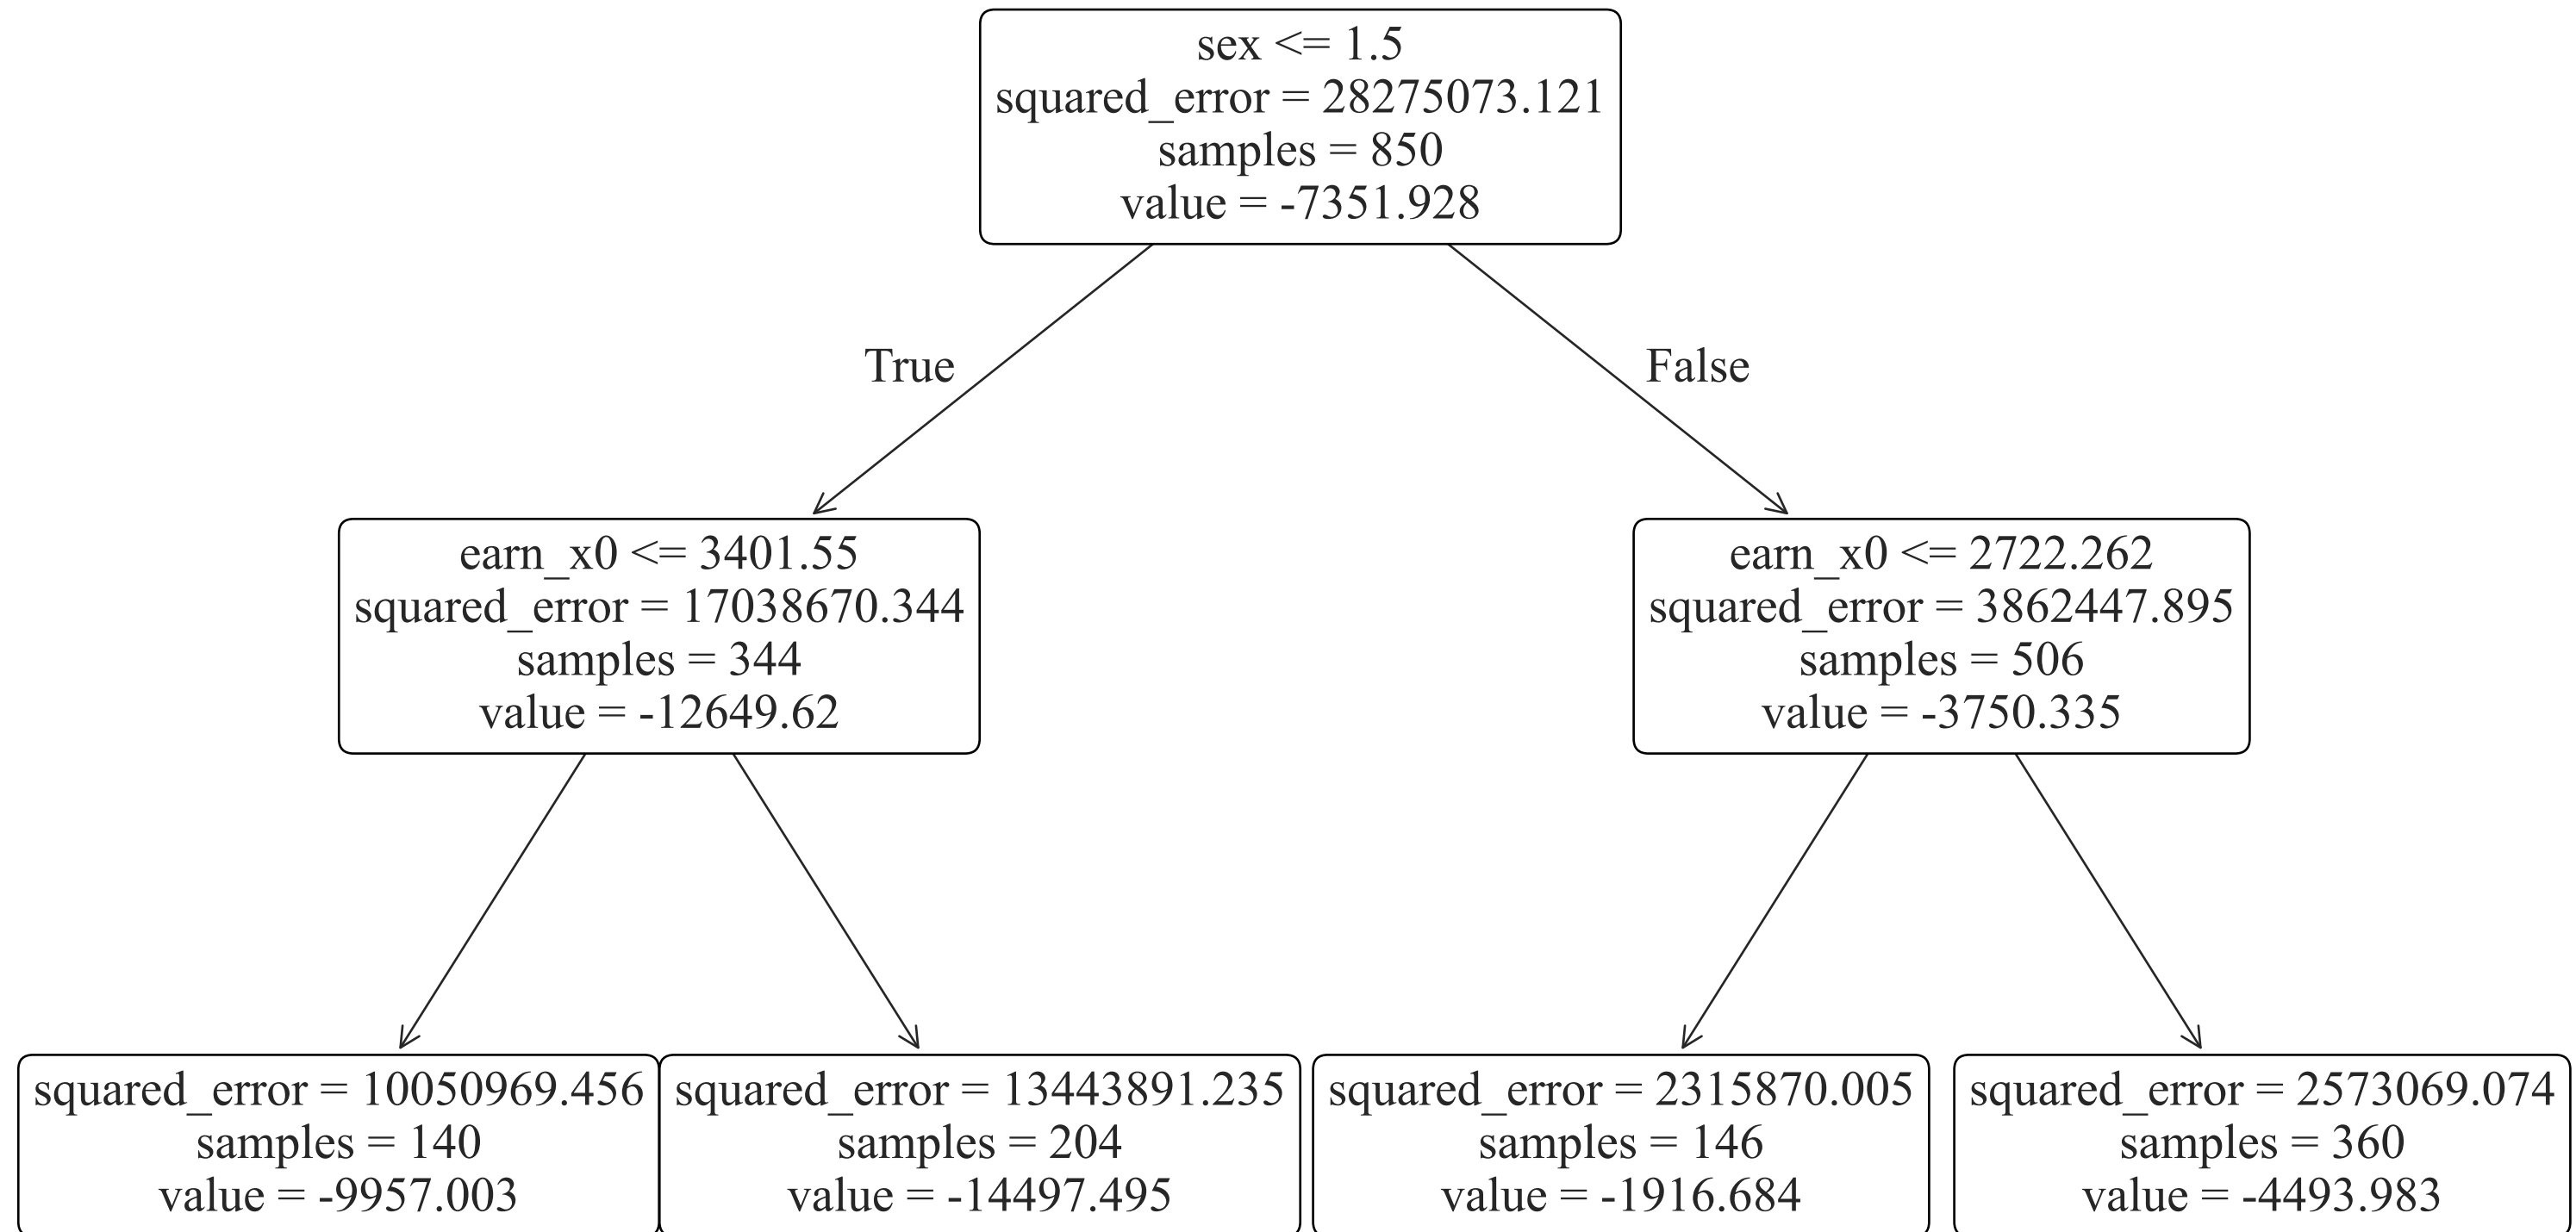 sex <= 1.5
squared_error = 28275073.121
samples = 850
value = -7351.928
True
False
earn_x0 <= 3401.55
squared_error = 17038670.344
samples = 344
value = -12649.62
earn_x0 <= 2722.262
squared_error = 3862447.895
samples = 506
value = -3750.335
squared_error = 10050969.456
samples = 140
value = -9957.003
squared_error = 13443891.235
samples = 204
value = -14497.495
squared_error = 2315870.005
samples = 146
value = -1916.684
squared_error = 2573069.074
samples = 360
value = -4493.983